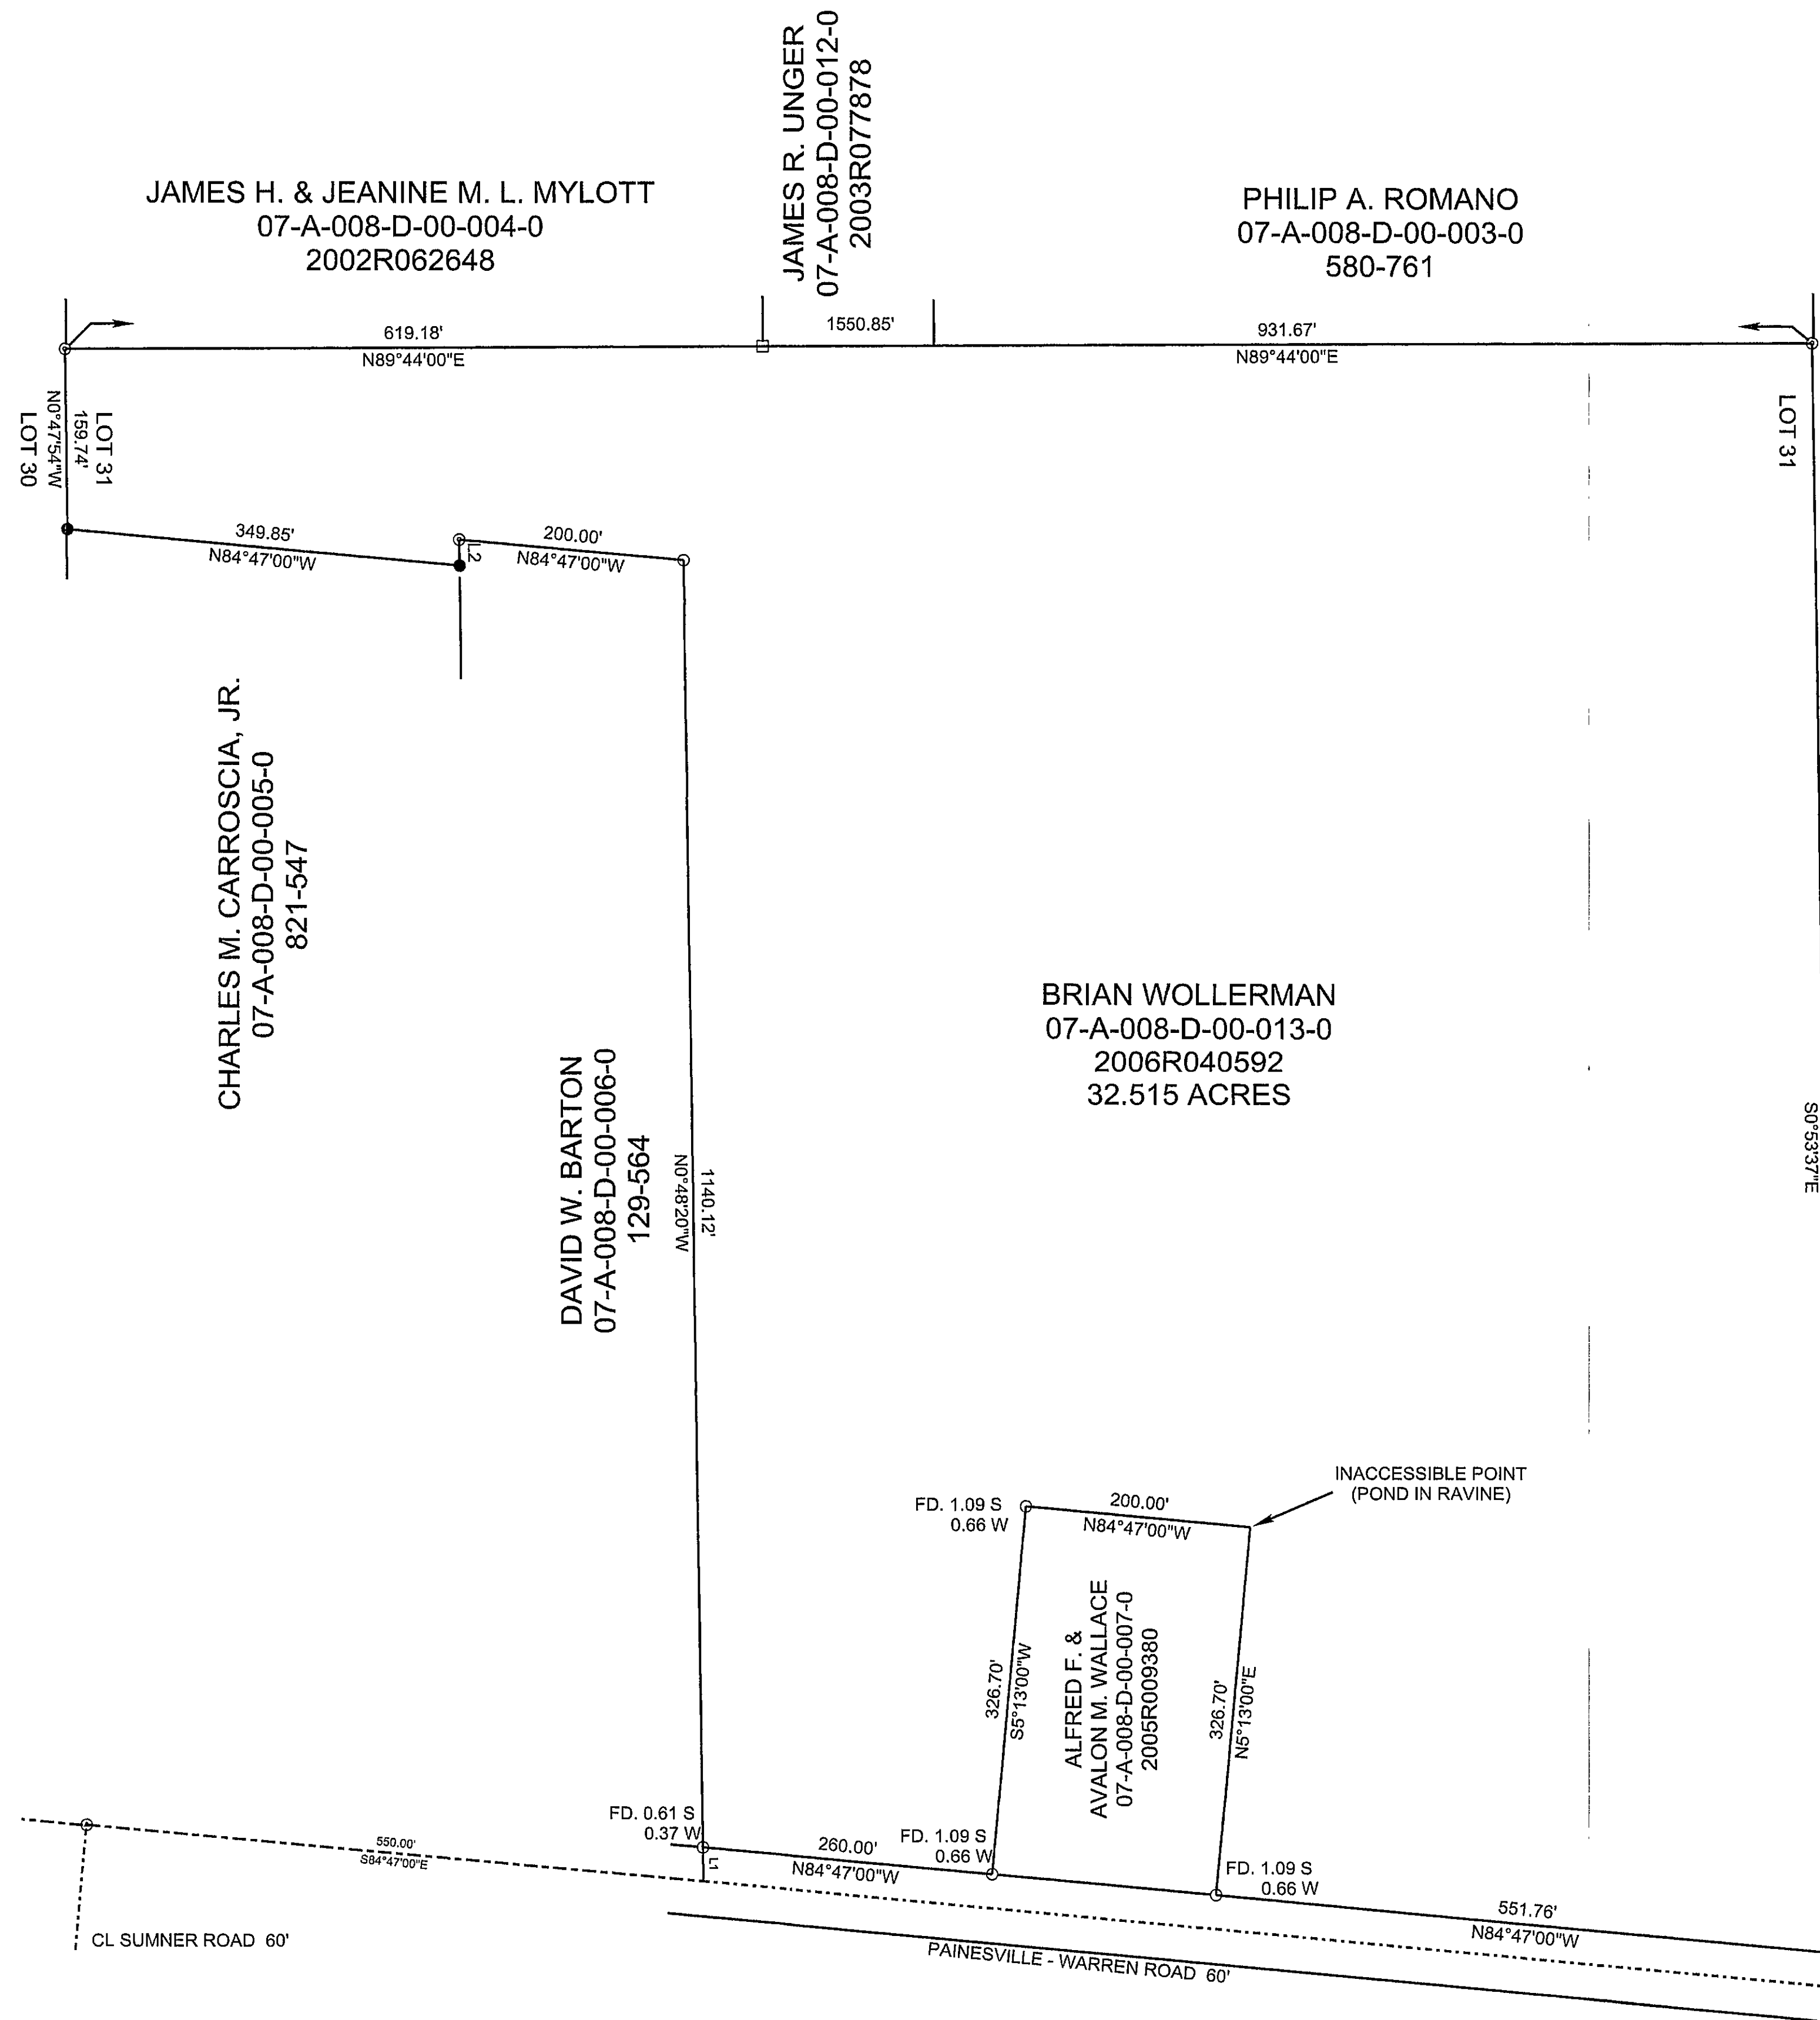 JAMES R. UNGER
07-A-008-D-00-012-0
2003R077878
JAMES H. & JEANINE M. L. MYLOTT
07-A-008-D-00-004-0
2002R062648
PHILIP A. ROMANO
07-A-008-D-00-003-0
580-761
619.18'
N89°44'00"E
1550.85'
931.67'
N89°44'00"E
LOT 31
159.74'
N0°47'54"W
LOT 30
LOT 31
349.85'
N84°47'00"W
L2
200.00'
N84°47'00"W
CHARLES M. CARROSCIA, JR.
07-A-008-D-00-005-0
821-547
BRIAN WOLLERMAN
07-A-008-D-00-013-0
2006R040592
32.515 ACRES
DAVID W. BARTON
07-A-008-D-00-006-0
129-564
1140.12'
N0°48'20"W
S0°53'37"E
INACCESSIBLE POINT
(POND IN RAVINE)
FD. 1.09 S
0.66 W
200.00'
N84°47'00"W
326.70'
S5°13'00"W
ALFRED F. &
AVALON M. WALLACE
07-A-008-D-00-007-0
2005R009380
326.70'
N5°13'00"E
FD. 0.61 S
0.37 W
L1
260.00'
N84°47'00"W
FD. 1.09 S
0.66 W
FD. 1.09 S
0.66 W
551.76'
N84°47'00"W
550.00'
S84°47'00"E
CL SUMNER ROAD 60'
PAINESVILLE - WARREN ROAD 60'